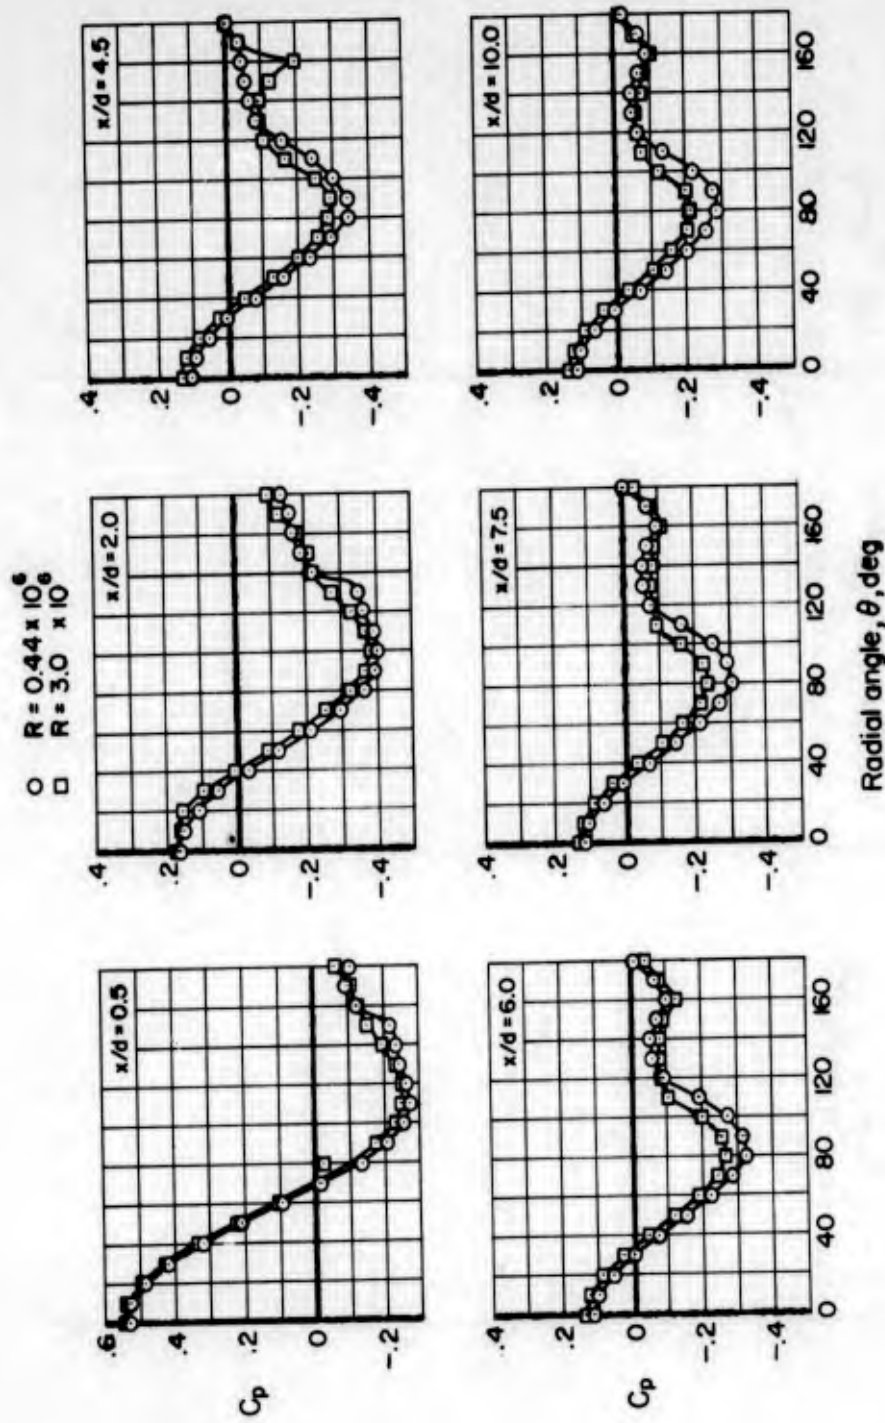 ○ R = 0.44 x 10⁶
□ R = 3.0 x 10⁶
x/d = 0.5
.6
.4
.2
0
-.2
Cp
x/d = 2.0
.4
.2
0
-.2
-.4
x/d = 4.5
.4
.2
0
-.2
-.4
x/d = 6.0
.4
.2
0
-.2
-.4
Cp
0 40 80 120 160
x/d = 7.5
.4
.2
0
-.2
-.4
0 40 80 120 160
x/d = 10.0
.4
.2
0
-.2
-.4
0 40 80 120 160
Radial angle, θ, deg